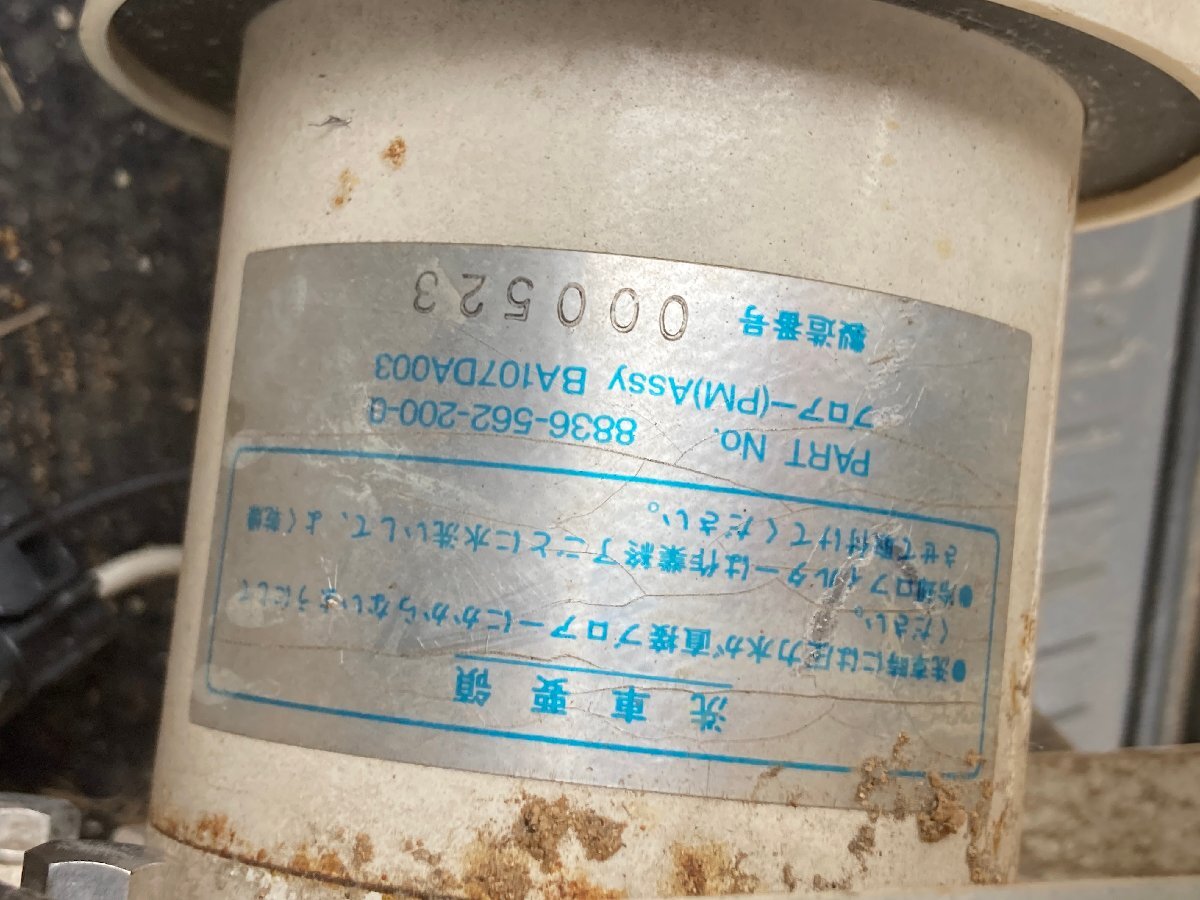 洗車要領
●洗車時には圧力水が直接ブロアーにかからないようにして
ください。
●冷却口フィルターは作業終了ごとに水洗いして、よく乾燥
させて取付けてください。
PART No. 8836-562-200-0
ブロアー(PM)Assy BA107DA003
製造番号 000523